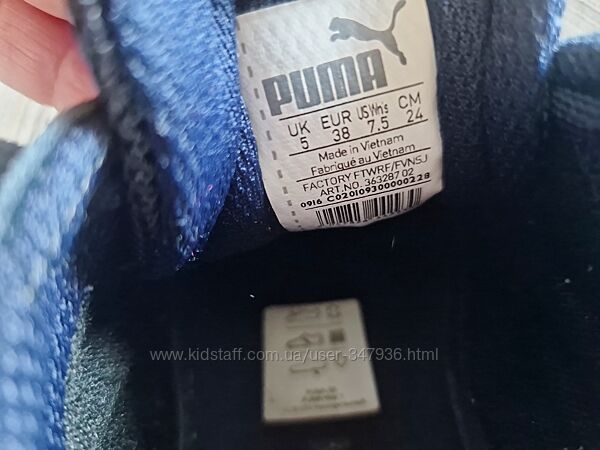 PUMA
UK EUR US Wn's CM
5 38 7.5 24
Made in Vietnam
Fabriqué au Vietnam
FACTORY FTWRF/FVNSJ
ART.NO. 363287 02
0916 C020109300000228
www.kidstaff.com.ua/user-347936.html